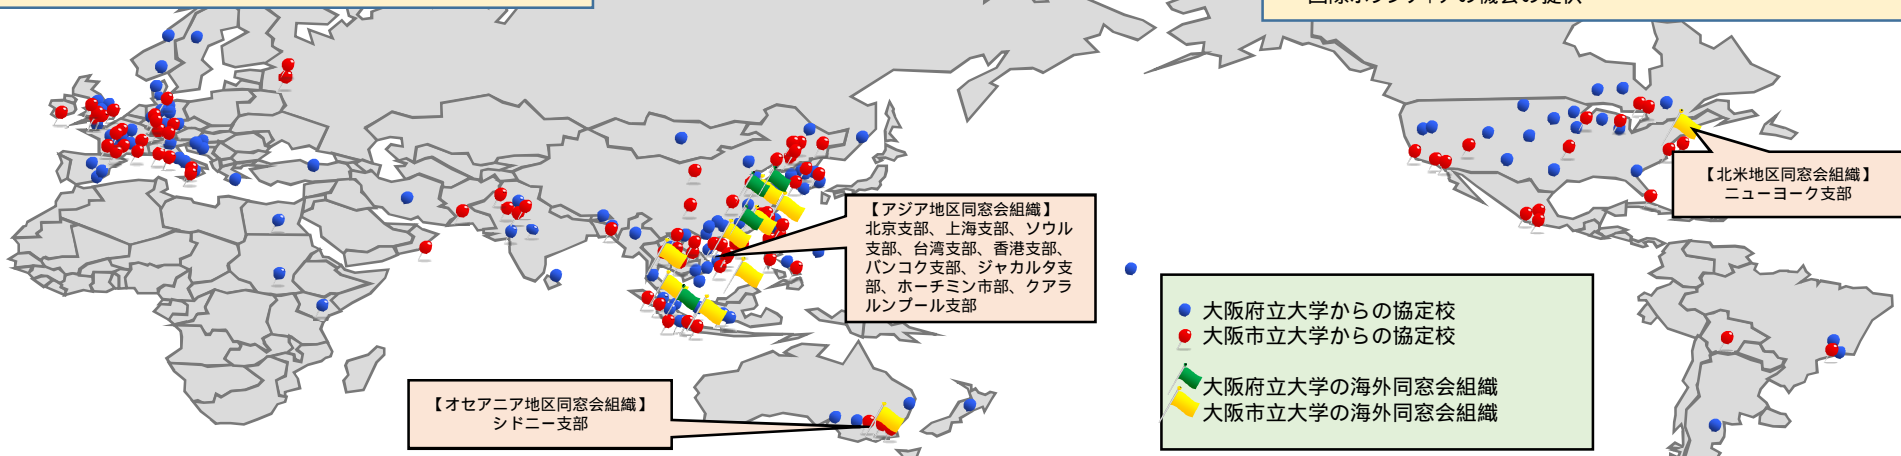 【北米地区同窓会組織】
ニューヨーク支部
【アジア地区同窓会組織】
北京支部、上海支部、ソウル
支部、台湾支部、香港支部、
バンコク支部、ジャカルタ支
部、ホーチミン市部、クアラ
ルンプール支部
大阪府立大学からの協定校
大阪市立大学からの協定校
大阪府立大学の海外同窓会組織
大阪市立大学の海外同窓会組織
【オセアニア地区同窓会組織】
シドニー支部